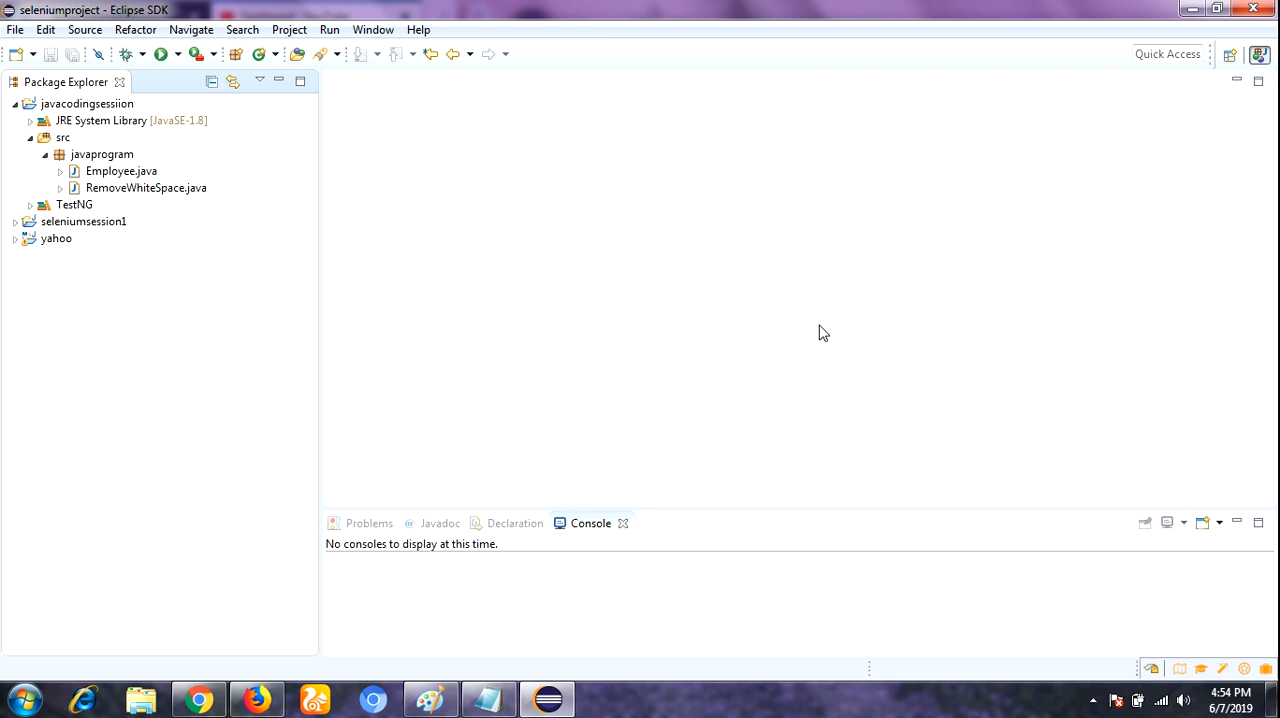 seleniumproject - Eclipse SDK
File Edit Source Refactor Navigate Search Project Run Window Help
Quick Access
Package Explorer
javacodingsessiion
JRE System Library [JavaSE-1.8]
src
javaprogram
Employee.java
RemoveWhiteSpace.java
TestNG
seleniumsession1
yahoo
Problems @ Javadoc Declaration Console
No consoles to display at this time.
4:54 PM
6/7/2019